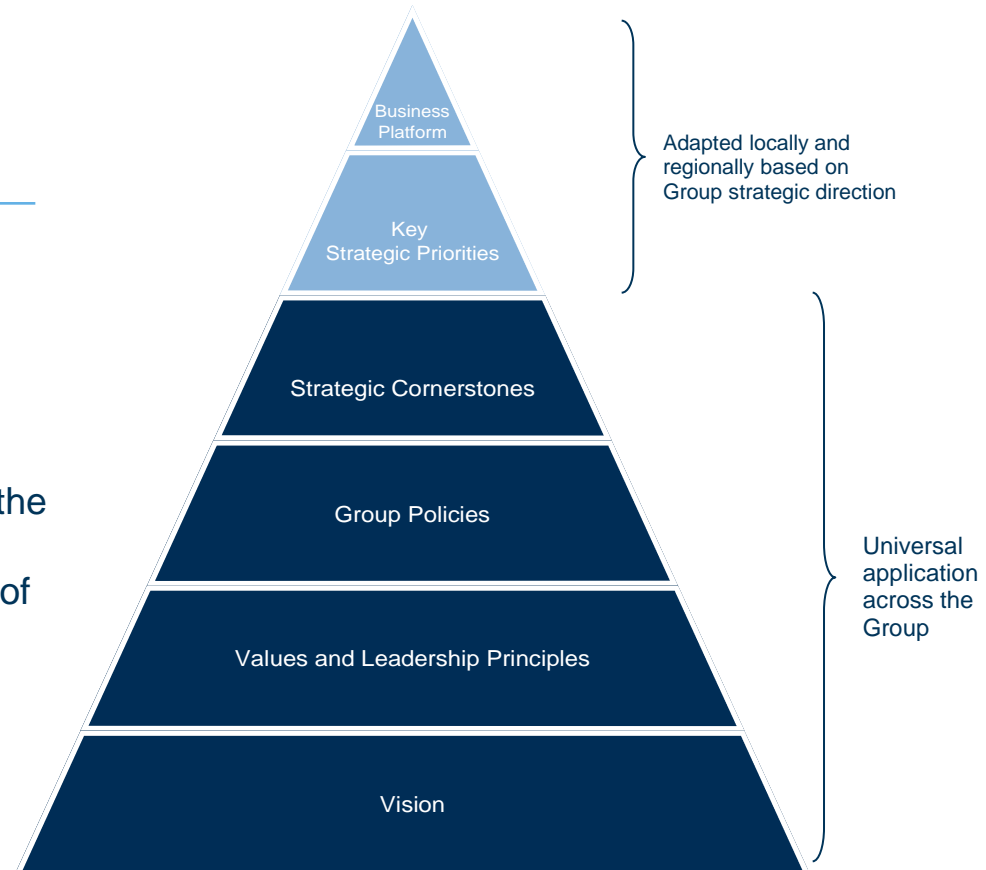 Business
Platform
Adapted locally and
regionally based on
Group strategic direction
Key
Strategic Priorities
Strategic Cornerstones
the
Group Policies
of
Universal
application
across the
Group
Values and Leadership Principles
Vision